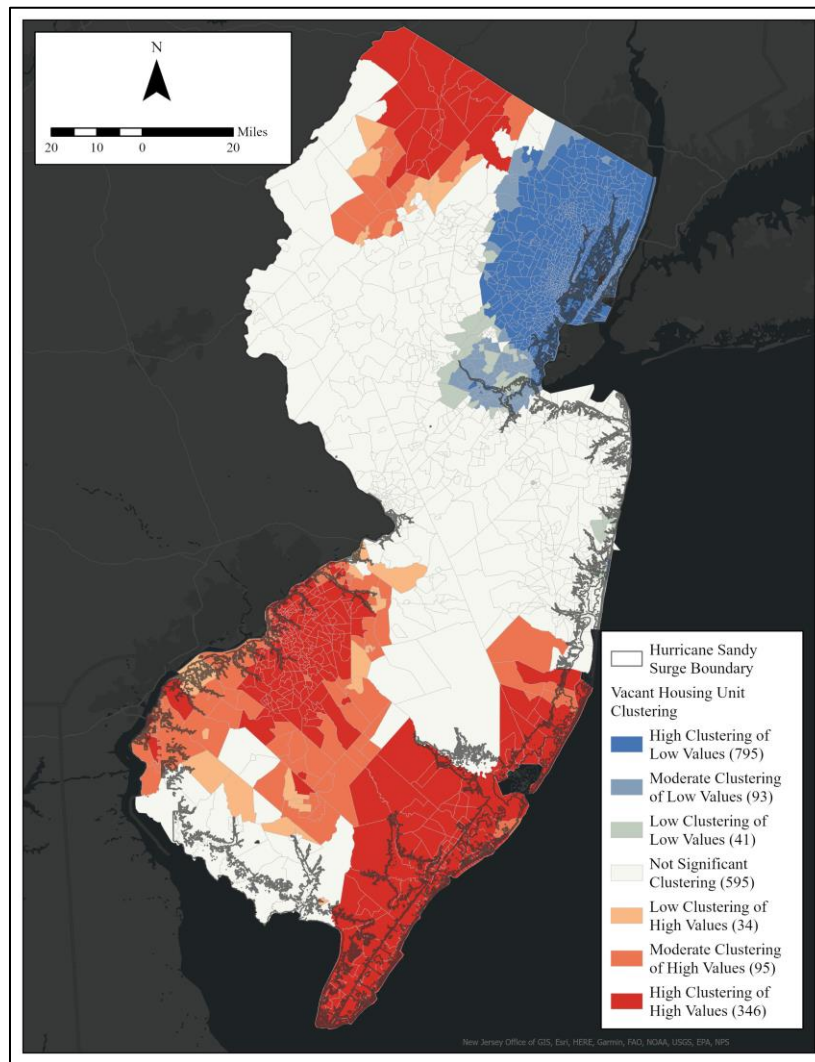 N
Miles
20 10 0 20
Hurricane Sandy
Surge Boundary
Vacant Housing Unit
Clustering
High Clustering of
Low Values (795)
Moderate Clustering
of Low Values (93)
Low Clustering of
Low Values (41)
Not Significant
Clustering (595)
Low Clustering of
High Values (34)
Moderate Clustering
of High Values (95)
High Clustering of
High Values (346)
New Jersey Office of GIS, Esri, HERE, Garmin, FAO, NOAA, USGS, EPA, NPS